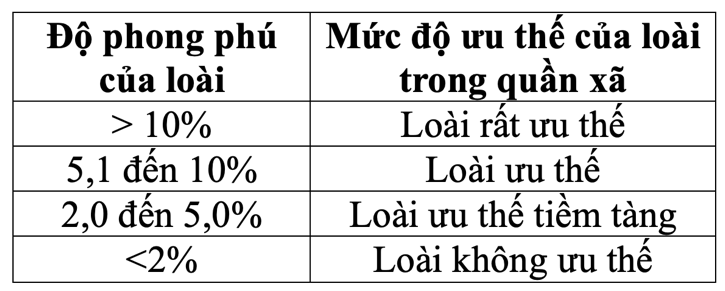 Độ phong phú Mức độ ưu thế của loài
của loài trong quần xã
> 10% Loài rất ưu thế
5,1 đến 10% Loài ưu thế
2,0 đến 5,0% Loài ưu thế tiềm tàng
<2% Loài không ưu thế